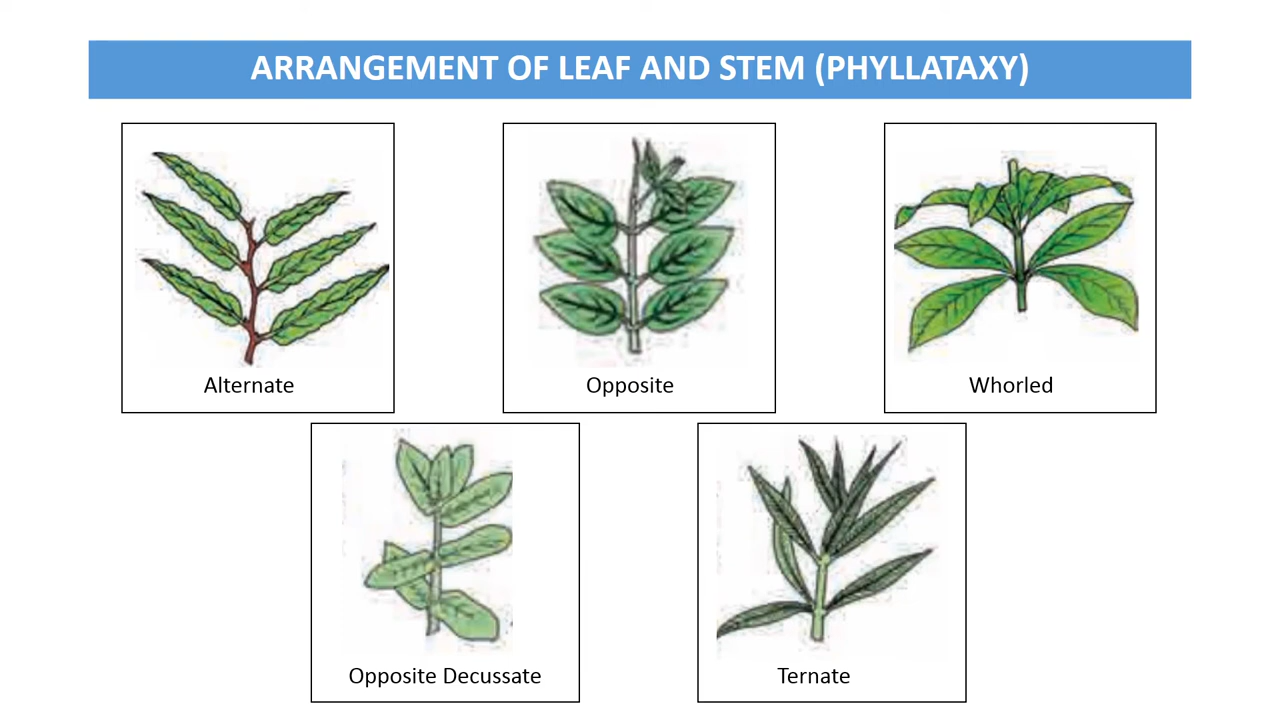 ARRANGEMENT OF LEAF AND STEM (PHYLLATAXY)
Alternate
Opposite
Whorled
Opposite Decussate
Ternate